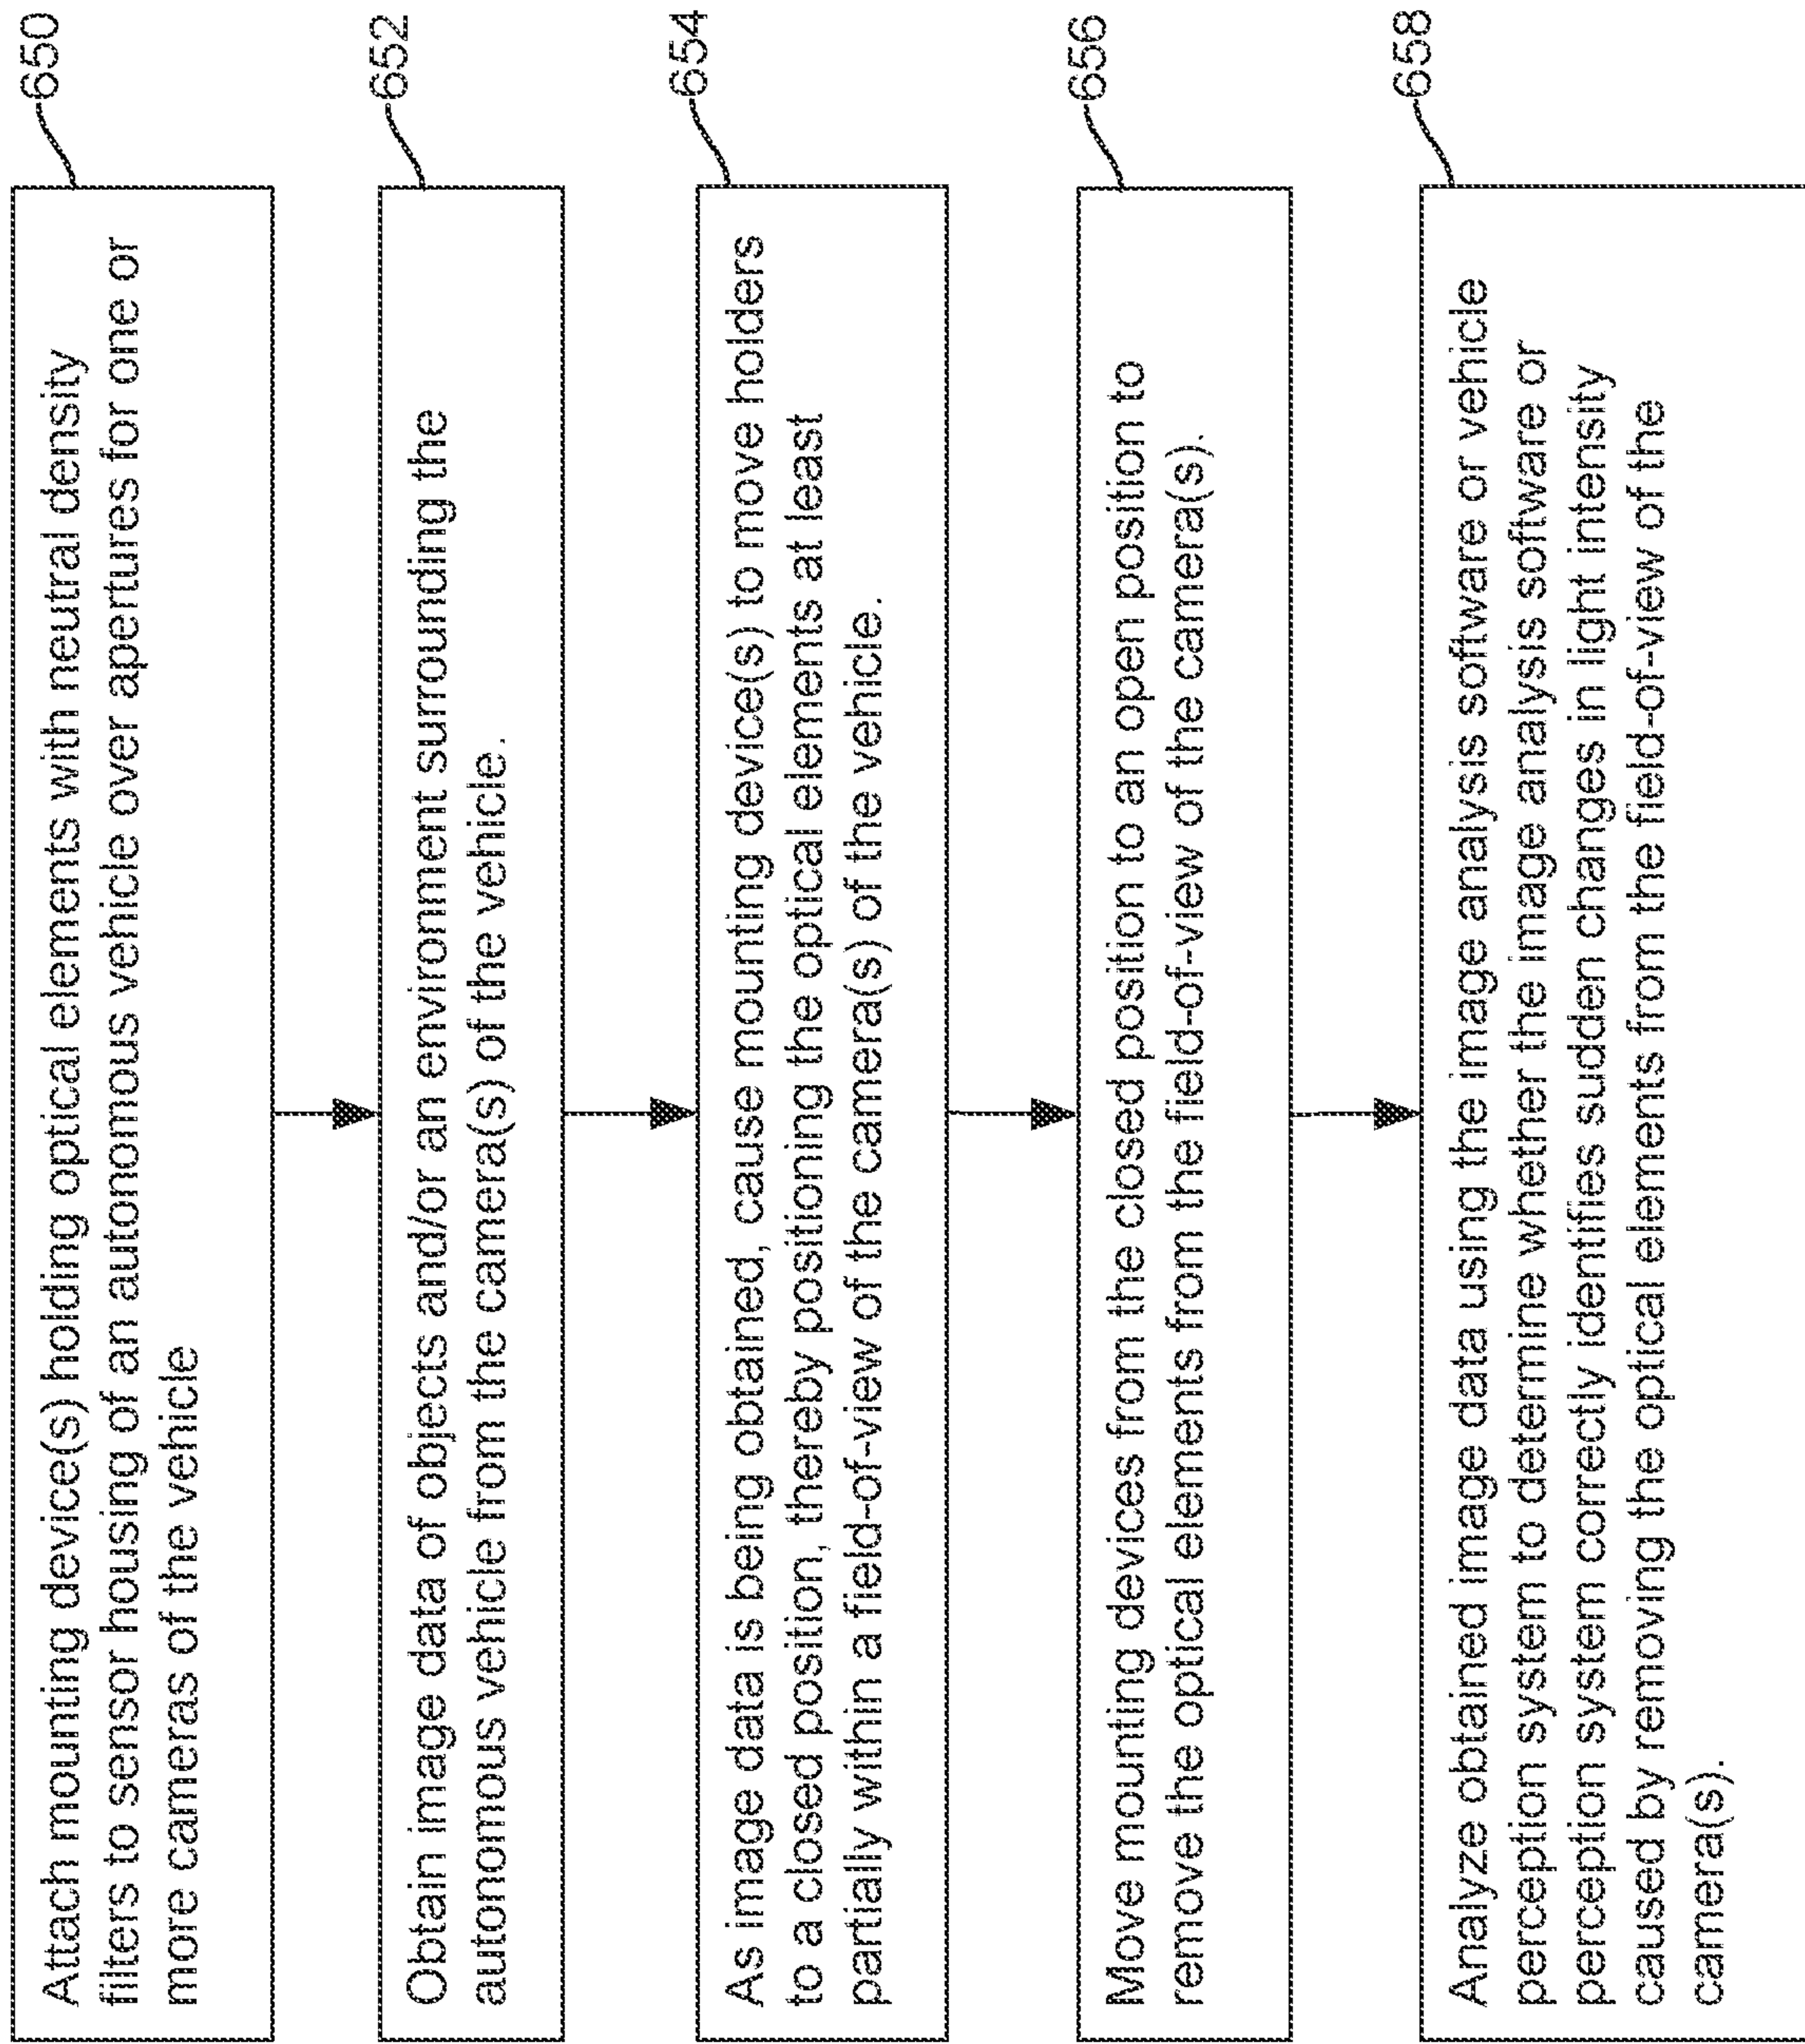 650
Attach mounting device(s) holding optical elements with neutral density
filters to sensor housing of an autonomous vehicle over apertures for one or
more cameras of the vehicle
652
Obtain image data of objects and/or an environment surrounding the
autonomous vehicle from the camera(s) of the vehicle.
654
As image data is being obtained, cause mounting device(s) to move holders
to a closed position, thereby positioning the optical elements at least
partially within a field-of-view of the camera(s) of the vehicle.
656
Move mounting devices from the closed position to an open position to
remove the optical elements from the field-of-view of the camera(s).
658
Analyze obtained image data using the image analysis software or vehicle
perception system to determine whether the image analysis software or
perception system correctly identifies sudden changes in light intensity
caused by removing the optical elements from the field-of-view of the
camera(s).